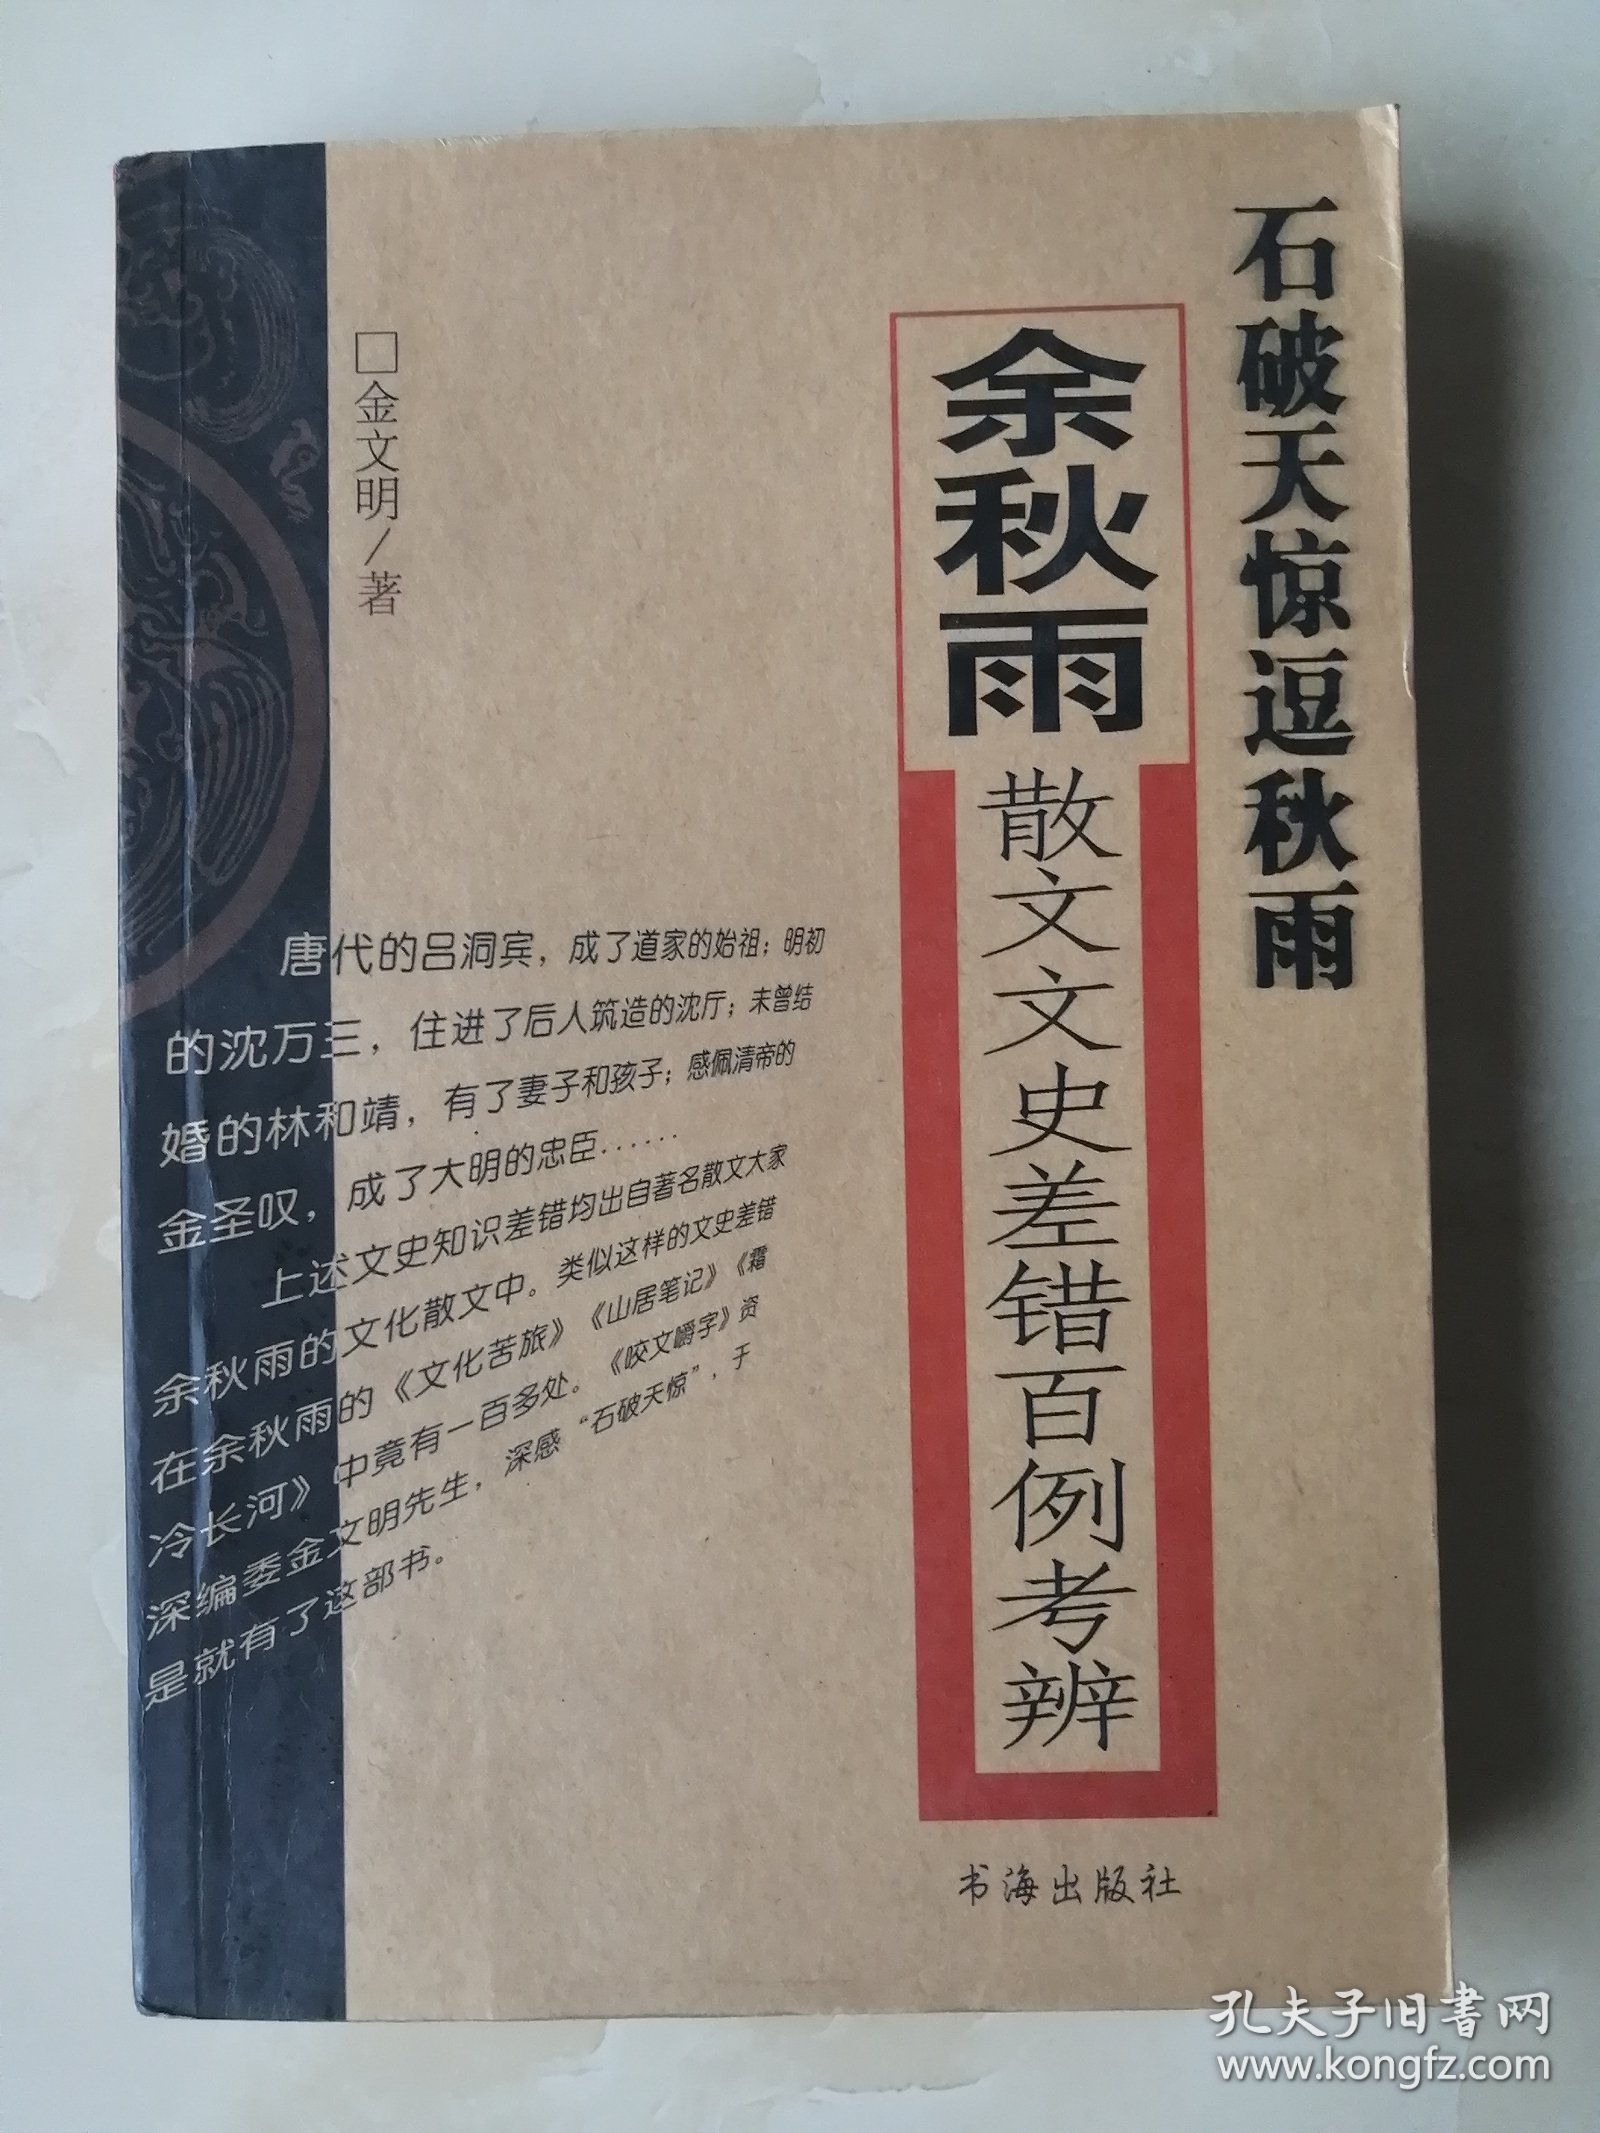 石破天惊逗秋雨
余秋雨
散文文史差错百例考辨
□金文明/著
唐代的吕洞宾，成了道家的始祖；明初
的沈万三，住进了后人筑造的沈厅；未曾结
婚的林和靖，有了妻子和孩子；感佩清帝的
金圣叹，成了大明的忠臣……
上述文史知识差错均出自著名散文大家
余秋雨的文化散文中。类似这样的文史差错
在余秋雨的《文化苦旅》《山居笔记》《霜
冷长河》中竟有一百多处。《咬文嚼字》资
深编委金文明先生，深感“石破天惊”，于
是就有了这部书。
书海出版社
孔夫子旧書网
www.kongfz.com